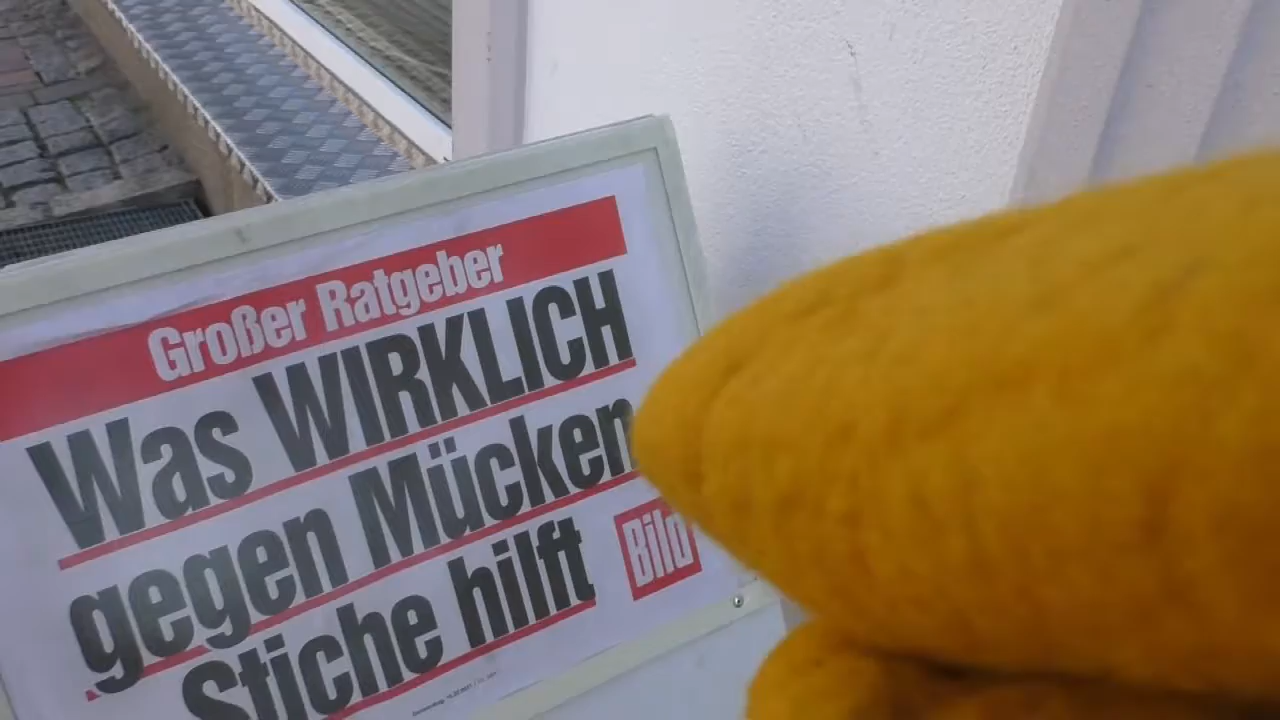 Großer Ratgeber
Was WIRKLICH
gegen Mücken
Stiche hilft
Bild